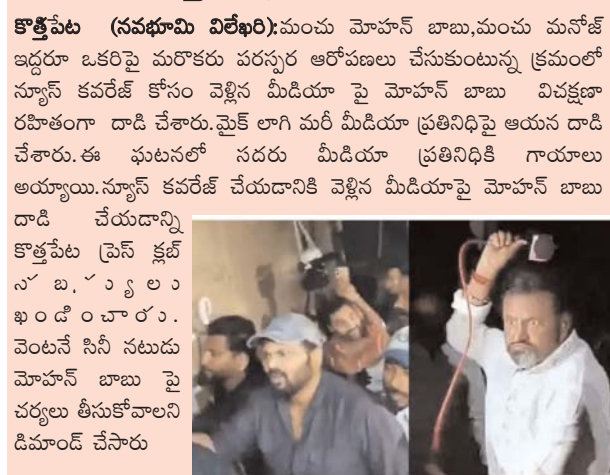 కొత్తపేట (నవభూమి విలేఖరి):మంచు మోహన్ బాబు,మంచు మనోజ్
ఇద్దరూ ఒకరిపై మరొకరు పరస్పర ఆరోపణలు చేసుకుంటున్న క్రమంలో
న్యూస్ కవరేజ్ కోసం వెళ్లిన మీడియా పై మోహన్ బాబు విచక్షణా
రహితంగా దాడి చేశారు.మైక్ లాగి మరీ మీడియా ప్రతినిధిపై ఆయన దాడి
చేశారు.ఈ ఘటనలో సదరు మీడియా ప్రతినిధికి గాయాలు
అయ్యాయి.న్యూస్ కవరేజ్ చేయడానికి వెళ్లిన మీడియాపై మోహన్ బాబు
దాడి చేయడాన్ని
కొత్తపేట ప్రెస్ క్లబ్
సభ్యులు
ఖండించారు.
వెంటనే సినీ నటుడు
మోహన్ బాబు పై
చర్యలు తీసుకోవాలని
డిమాండ్ చేసారు